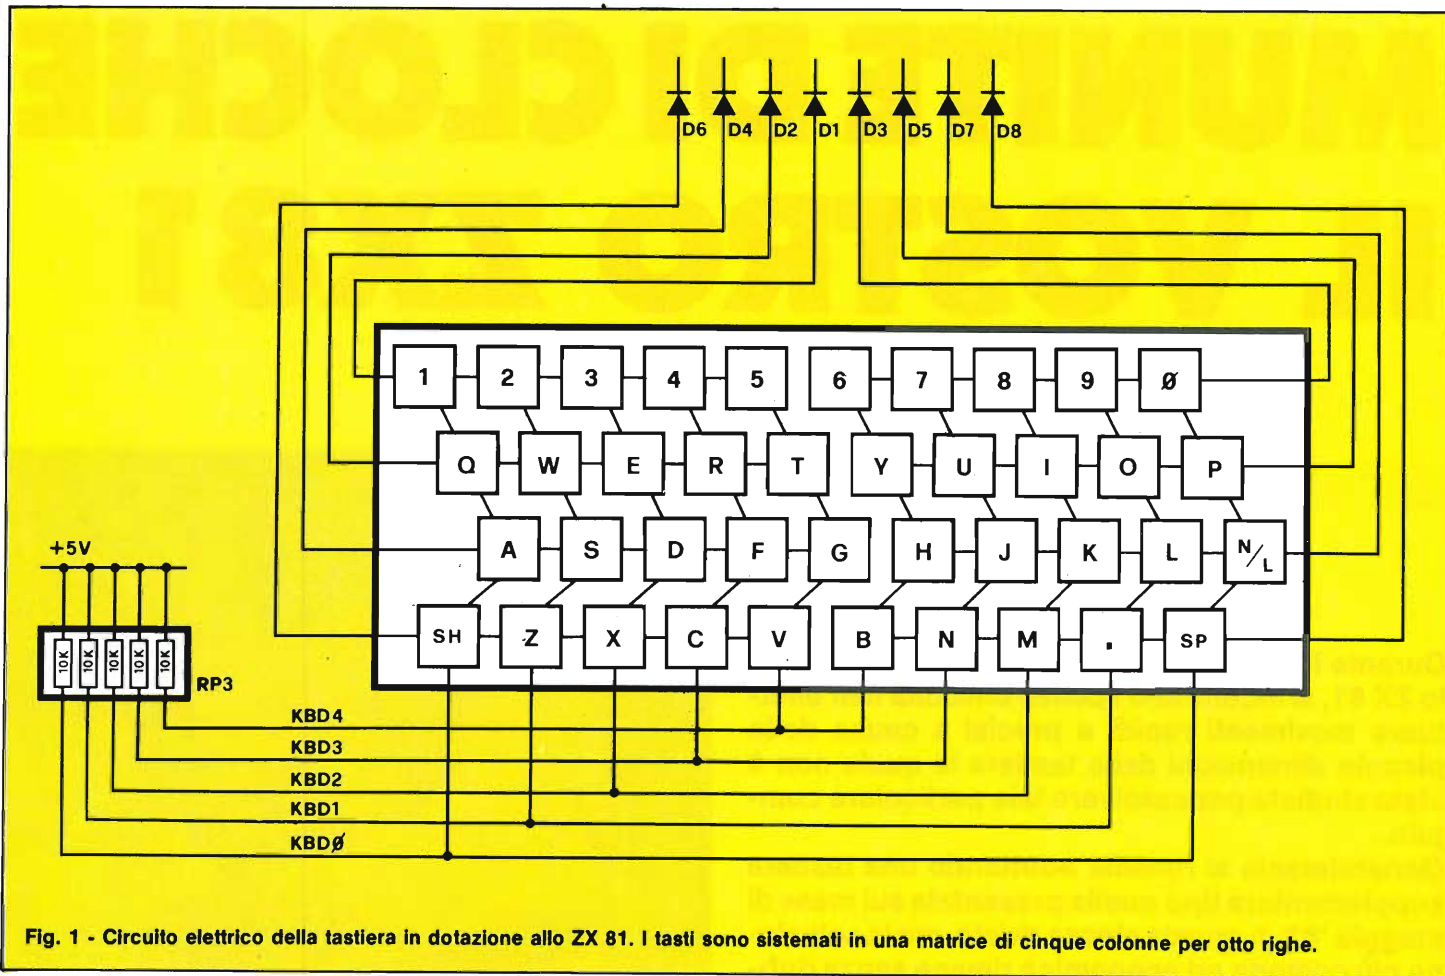 D6 D4 D2 D1 D3 D5 D7 D8
1 2 3 4 5 6 7 8 9 Ø
Q W E R T Y U I O P
A S D F G H J K L N/L
SH Z X C V B N M . SP
+5V
10K 10K 10K 10K 10K
RP3
KBD4
KBD3
KBD2
KBD1
KBDØ
Fig. 1 - Circuito elettrico della tastiera in dotazione allo ZX 81. I tasti sono sistemati in una matrice di cinque colonne per otto righe.